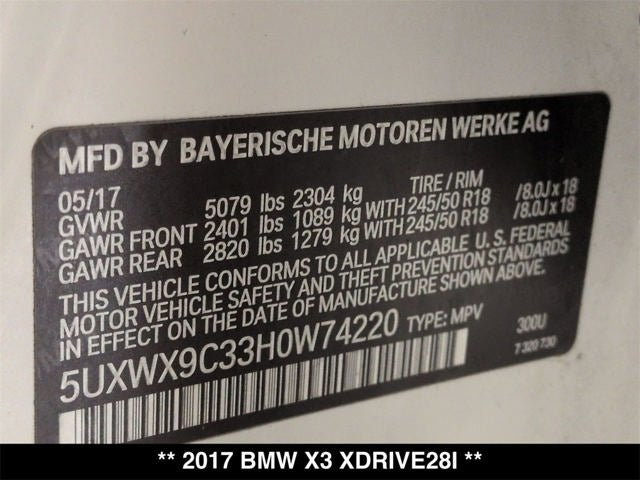 MFD BY BAYERISCHE MOTOREN WERKE AG
05/17 TIRE / RIM
GVWR 5079 lbs 2304 kg
GAWR FRONT 2401 lbs 1089 kg WITH 245/50 R18 /8.0J x 18
GAWR REAR 2820 lbs 1279 kg WITH 245/50 R18 /8.0J x 18
THIS VEHICLE CONFORMS TO ALL APPLICABLE U.S. FEDERAL
MOTOR VEHICLE SAFETY AND THEFT PREVENTION STANDARDS
IN EFFECT ON THE DATE OF MANUFACTURE SHOWN ABOVE.
5UXWX9C33H0W74220 TYPE: MPV 300U
7 320 730
** 2017 BMW X3 XDRIVE28I **